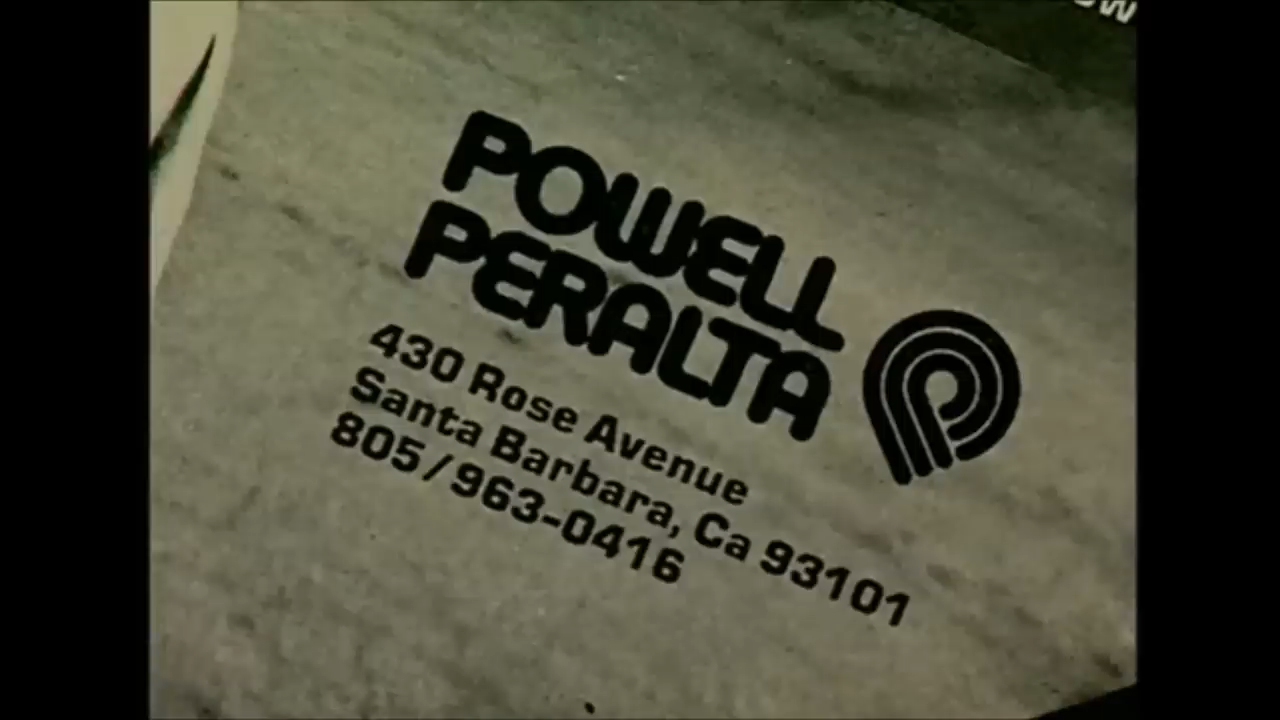 POWELL
PERALTA
430 Rose Avenue
Santa Barbara, Ca 93101
805/963-0416